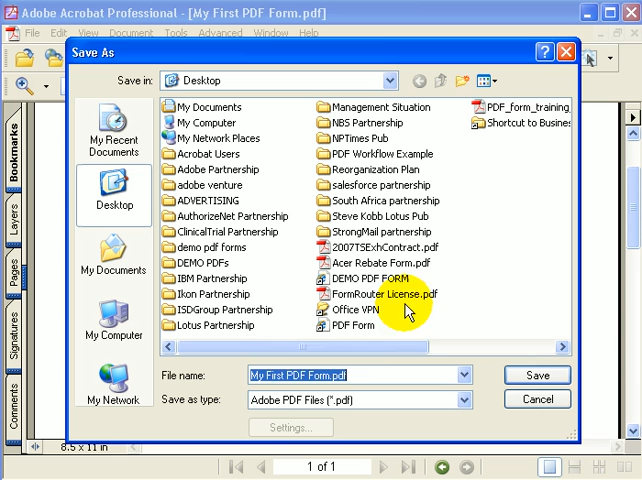 Adobe Acrobat Professional - [My First PDF Form.pdf]
File Edit View Document Tools Advanced Window Help
Save As
Save in: Desktop
My Recent Documents
Desktop
My Documents
My Computer
My Network
My Documents
My Computer
My Network Places
Acrobat Users
Adobe Partnership
adobe venture
ADVERTISING
AuthorizeNet Partnership
ClinicalTrial Partnership
demo pdf forms
DEMO PDFs
IBM Partnership
Ikon Partnership
ISDGroup Partnership
Lotus Partnership
Management Situation
NBS Partnership
NPTimes Pub
PDF Workflow Example
Reorganization Plan
salesforce partnership
South Africa partnership
Steve Kobb Lotus Pub
StrongMail partnership
2007TSExhContract.pdf
Acer Rebate Form.pdf
DEMO PDF FORM
FormRouter License.pdf
Office VPN
PDF Form
PDF_form_training_
Shortcut to Busines
File name: My First PDF Form.pdf
Save
Save as type: Adobe PDF Files (*.pdf)
Cancel
Settings...
Bookmarks
Layers
Pages
Signatures
Comments
8.5 x 11 in
1 of 1